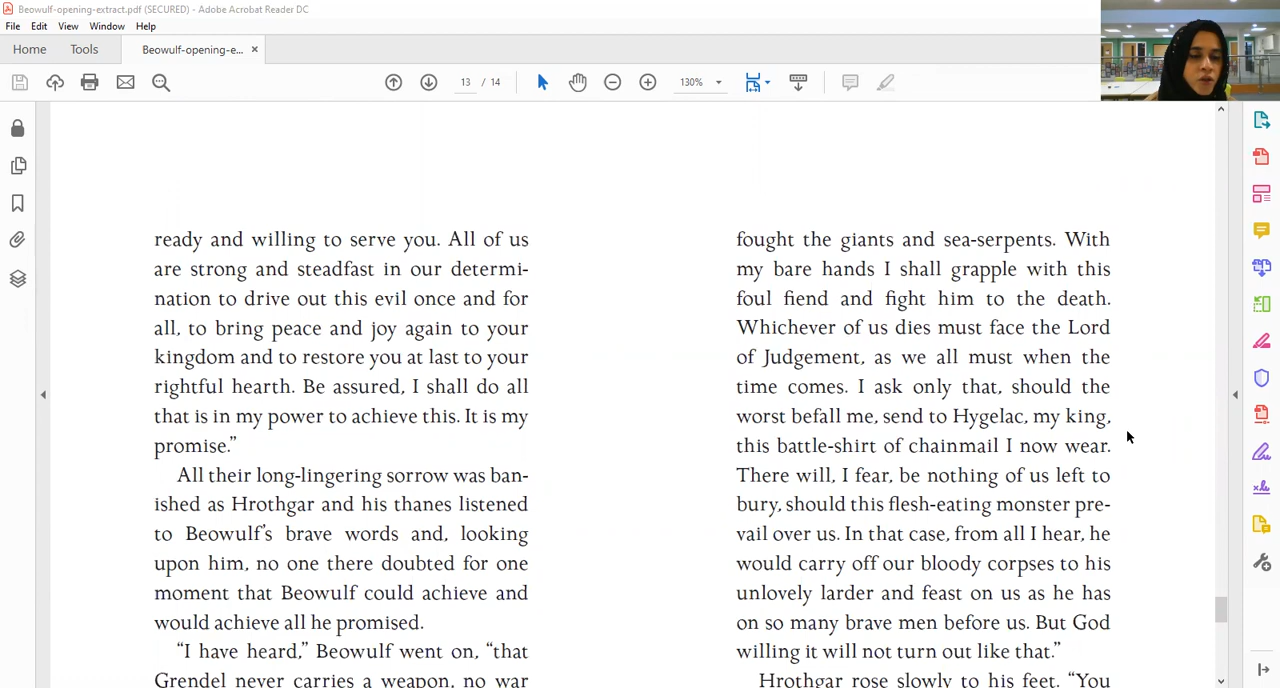 Beowulf-opening-extract.pdf (SECURED) - Adobe Acrobat Reader DC
File Edit View Window Help
Home Tools Beowulf-opening-e... ×
13 / 14 130%
ready and willing to serve you. All of us
are strong and steadfast in our determi-
nation to drive out this evil once and for
all, to bring peace and joy again to your
kingdom and to restore you at last to your
rightful hearth. Be assured, I shall do all
that is in my power to achieve this. It is my
promise.”
All their long-lingering sorrow was ban-
ished as Hrothgar and his thanes listened
to Beowulf’s brave words and, looking
upon him, no one there doubted for one
moment that Beowulf could achieve and
would achieve all he promised.
“I have heard,” Beowulf went on, “that
Grendel never carries a weapon, no war
fought the giants and sea-serpents. With
my bare hands I shall grapple with this
foul fiend and fight him to the death.
Whichever of us dies must face the Lord
of Judgement, as we all must when the
time comes. I ask only that, should the
worst befall me, send to Hygelac, my king,
this battle-shirt of chainmail I now wear.
There will, I fear, be nothing of us left to
bury, should this flesh-eating monster pre-
vail over us. In that case, from all I hear, he
would carry off our bloody corpses to his
unlovely larder and feast on us as he has
on so many brave men before us. But God
willing it will not turn out like that.”
Hrothgar rose slowly to his feet. “You